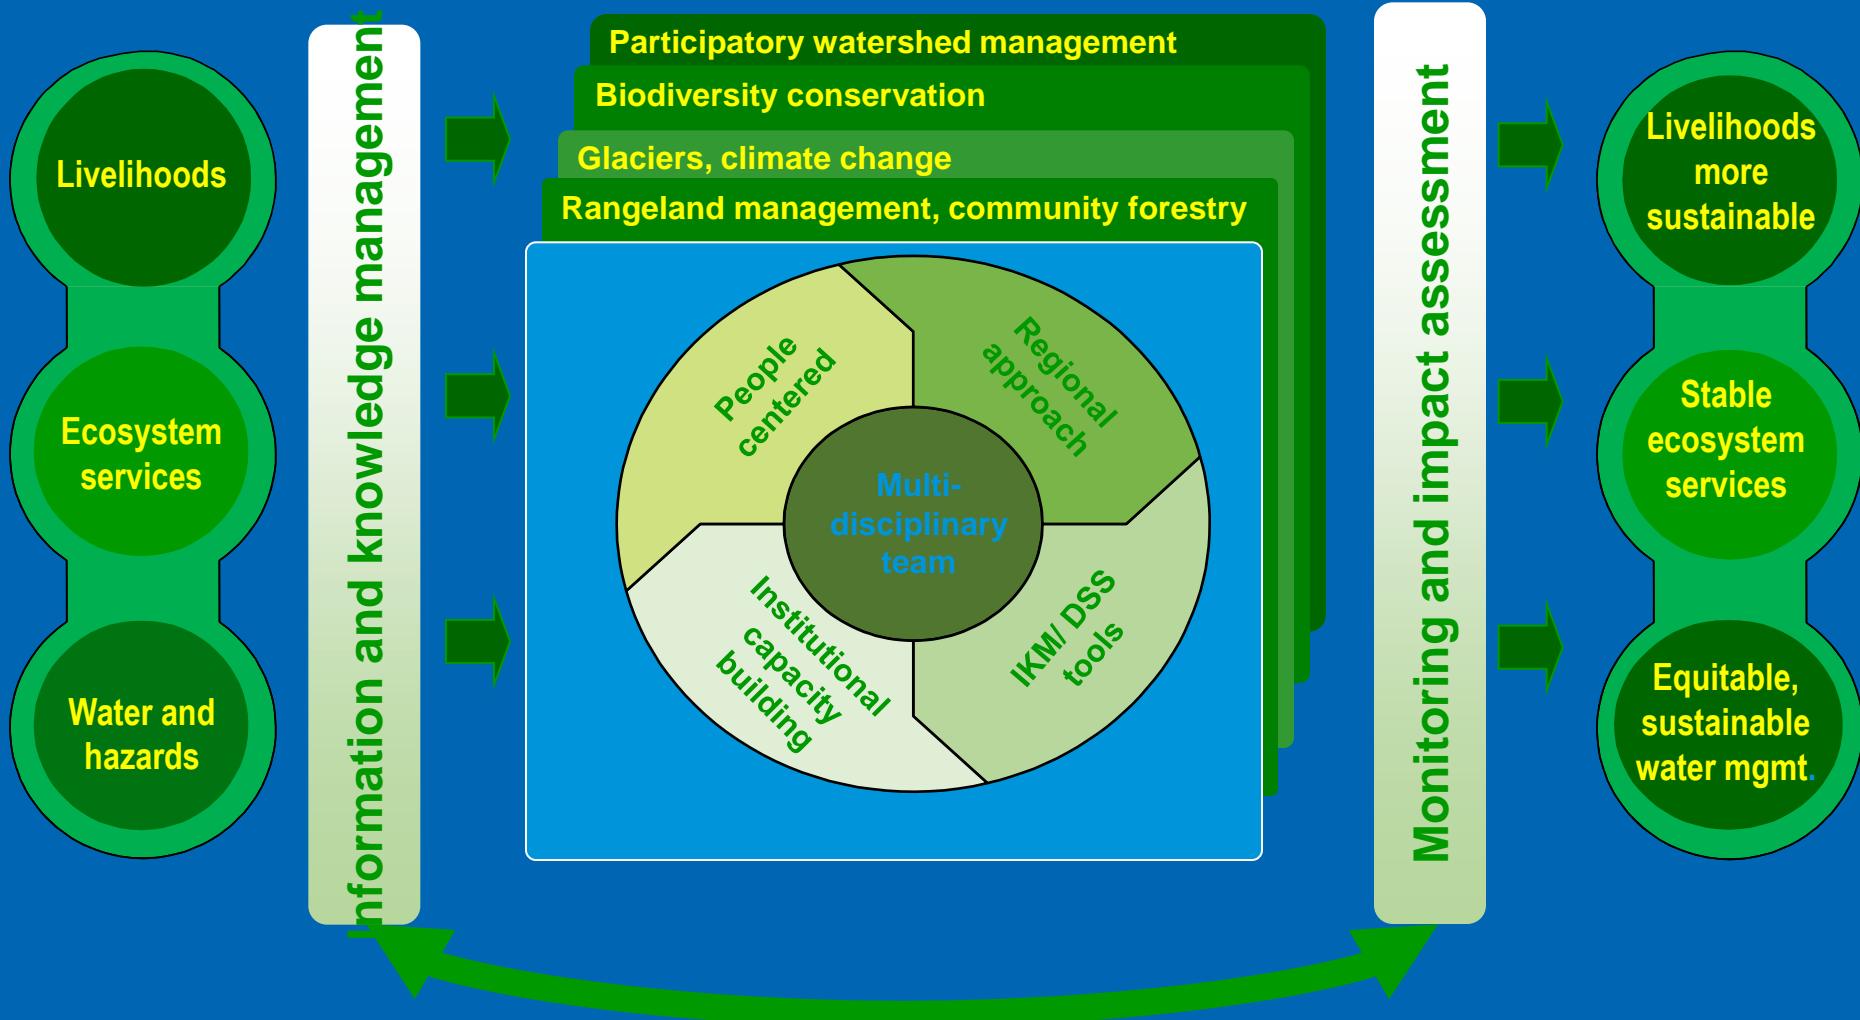 Livelihoods
Ecosystem
services
Water and
hazards
Information and knowledge management
Participatory watershed management
Biodiversity conservation
Glaciers, climate change
Rangeland management, community forestry
People
centered
Regional
approach
Multi-
disciplinary
team
Institutional
capacity
building
IKM/ DSS
tools
Monitoring and impact assessment
Livelihoods
more
sustainable
Stable
ecosystem
services
Equitable,
sustainable
water mgmt.